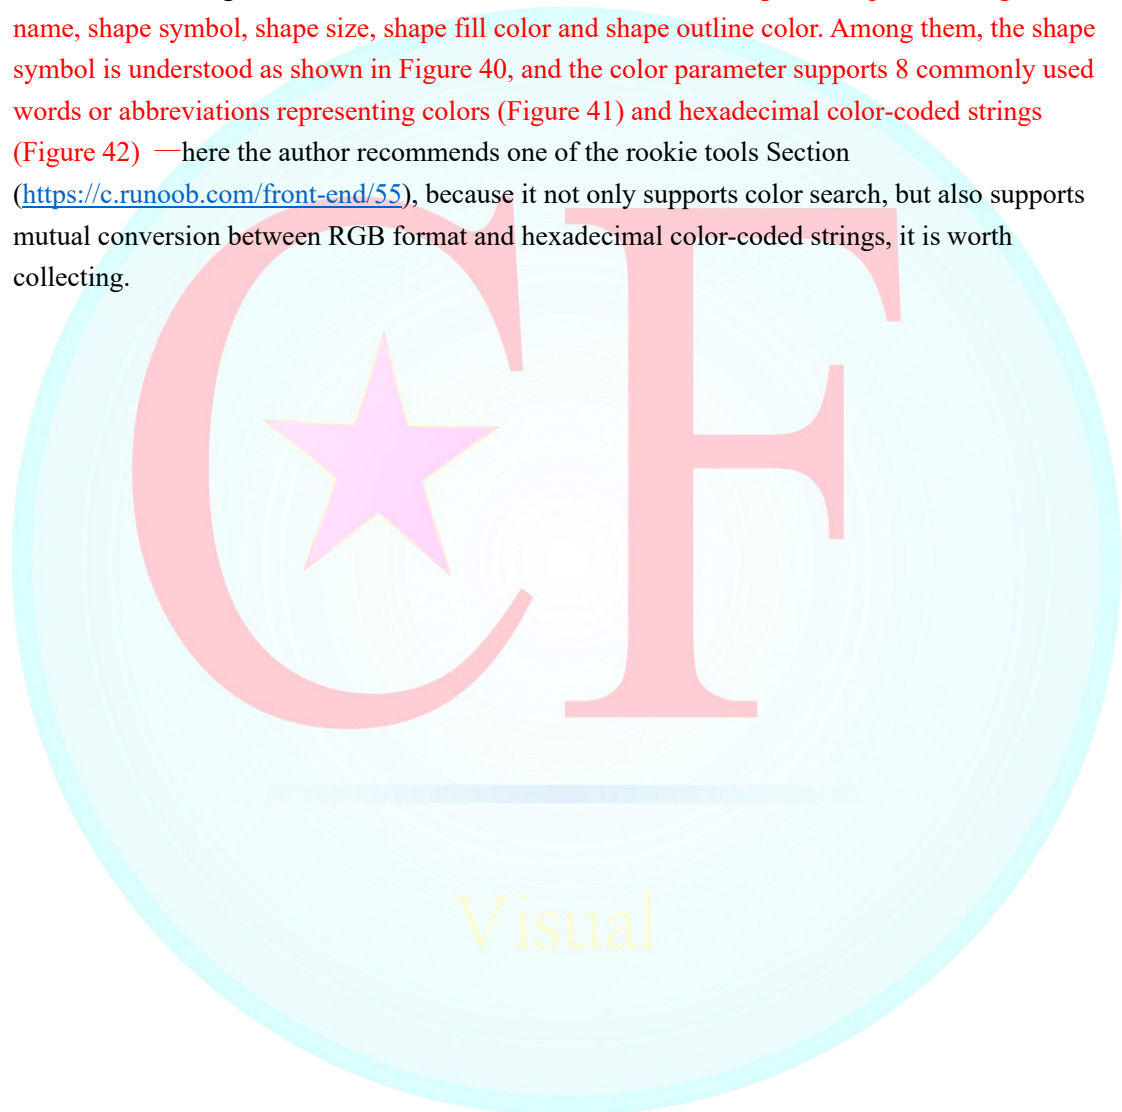 name, shape symbol, shape size, shape fill color and shape outline color. Among them, the shape
symbol is understood as shown in Figure 40, and the color parameter supports 8 commonly used
words or abbreviations representing colors (Figure 41) and hexadecimal color-coded strings
(Figure 42) —here the author recommends one of the rookie tools Section
(https://c.runoob.com/front-end/55), because it not only supports color search, but also supports
mutual conversion between RGB format and hexadecimal color-coded strings, it is worth
collecting.
CF
Visual